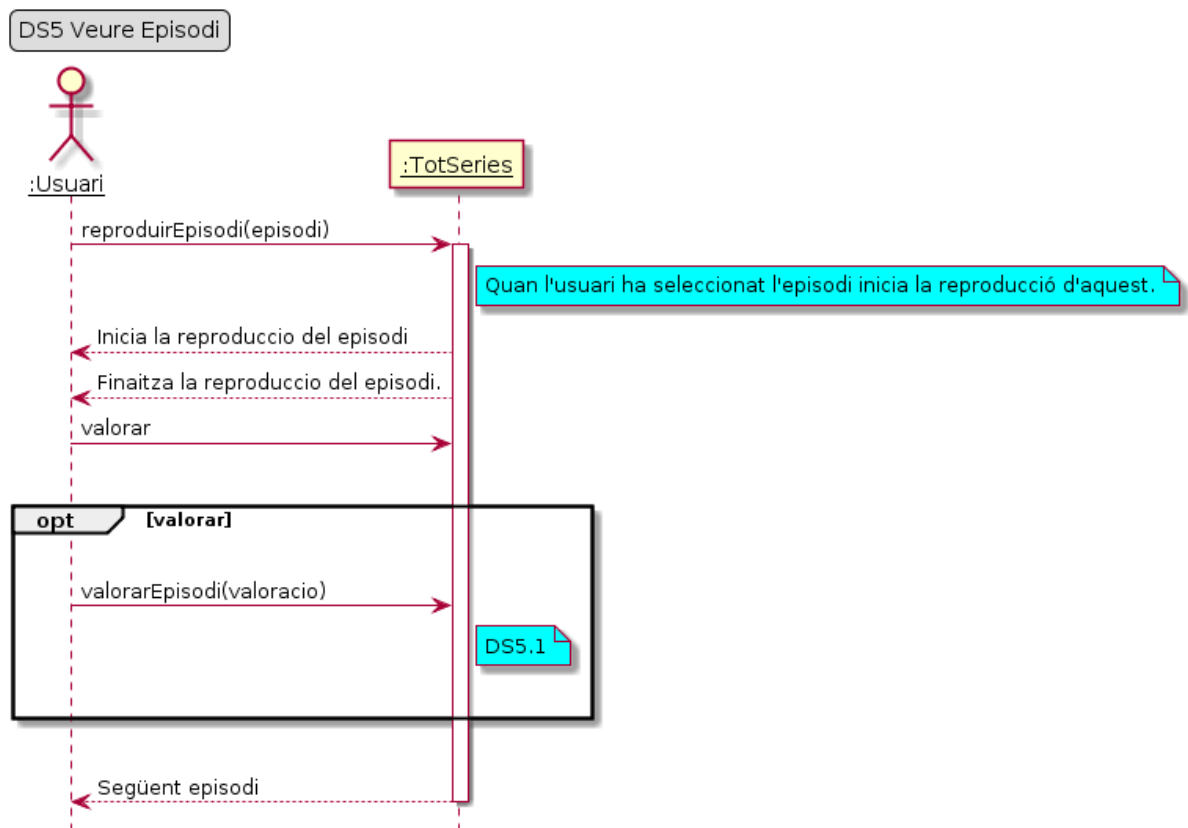 DS5 Veure Episodi
:Usuari
:TotSeries
reproduirEpisodi(episodi)
Quan l'usuari ha seleccionat l'episodi inicia la reproducció d'aquest.
Inicia la reproduccio del episodi
Finaitza la reproduccio del episodi.
valorar
opt
[valorar]
valorarEpisodi(valoracio)
DS5.1
Següent episodi